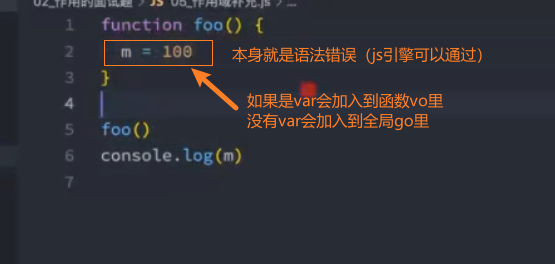 02_作用的面试题 > JS 05_作用域补充.js > ...
1 function foo() {
2 m = 100
本身就是语法错误（js引擎可以通过）
3 }
如果是var会加入到函数vo里
4
没有var会加入到全局go里
5 foo()
6 console.log(m)
7